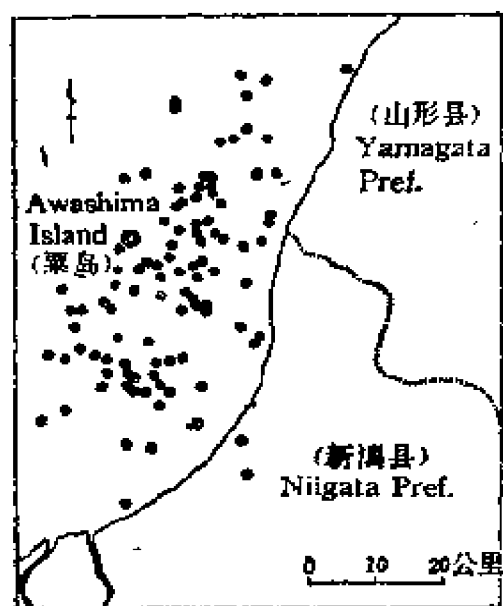 (山形县)
Yamagata
Pref.
Awashima
Island
(粟岛)
(新潟县)
Niigata Pref.
0 10 20公里